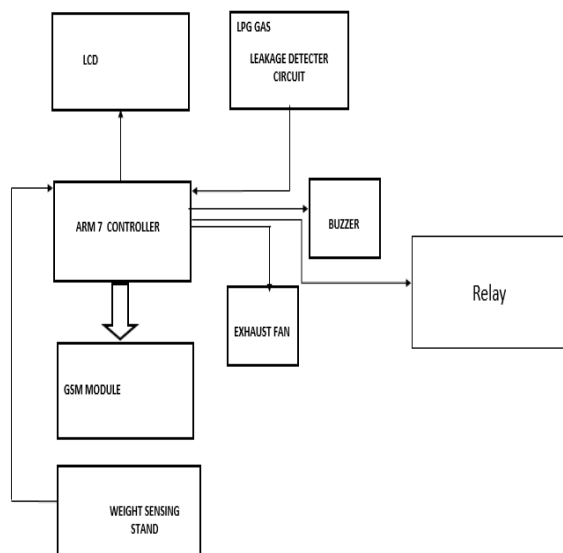 LCD
LPG GAS
LEAKAGE DETECTER
CIRCUIT
ARM 7 CONTROLLER
BUZZER
Relay
EXHAUST FAN
GSM MODULE
WEIGHT SENSING
STAND